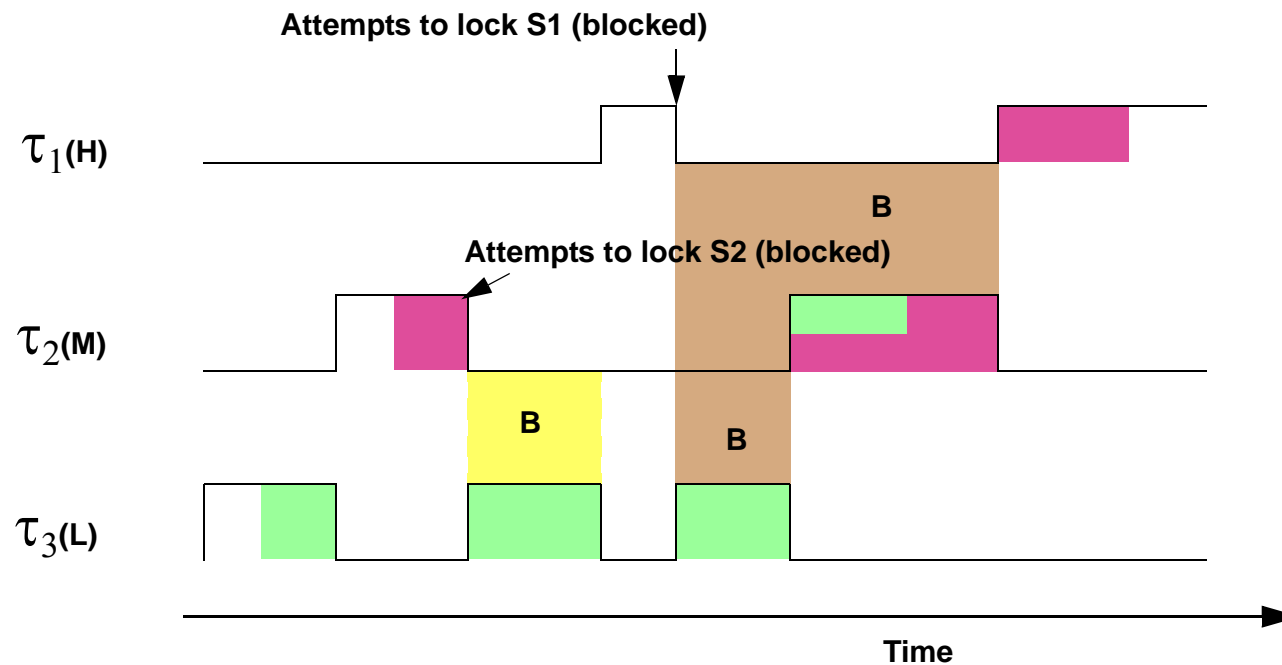 Attempts to lock S1 (blocked)
τ1(H)
B
Attempts to lock S2 (blocked)
τ2(M)
B
B
τ3(L)
Time